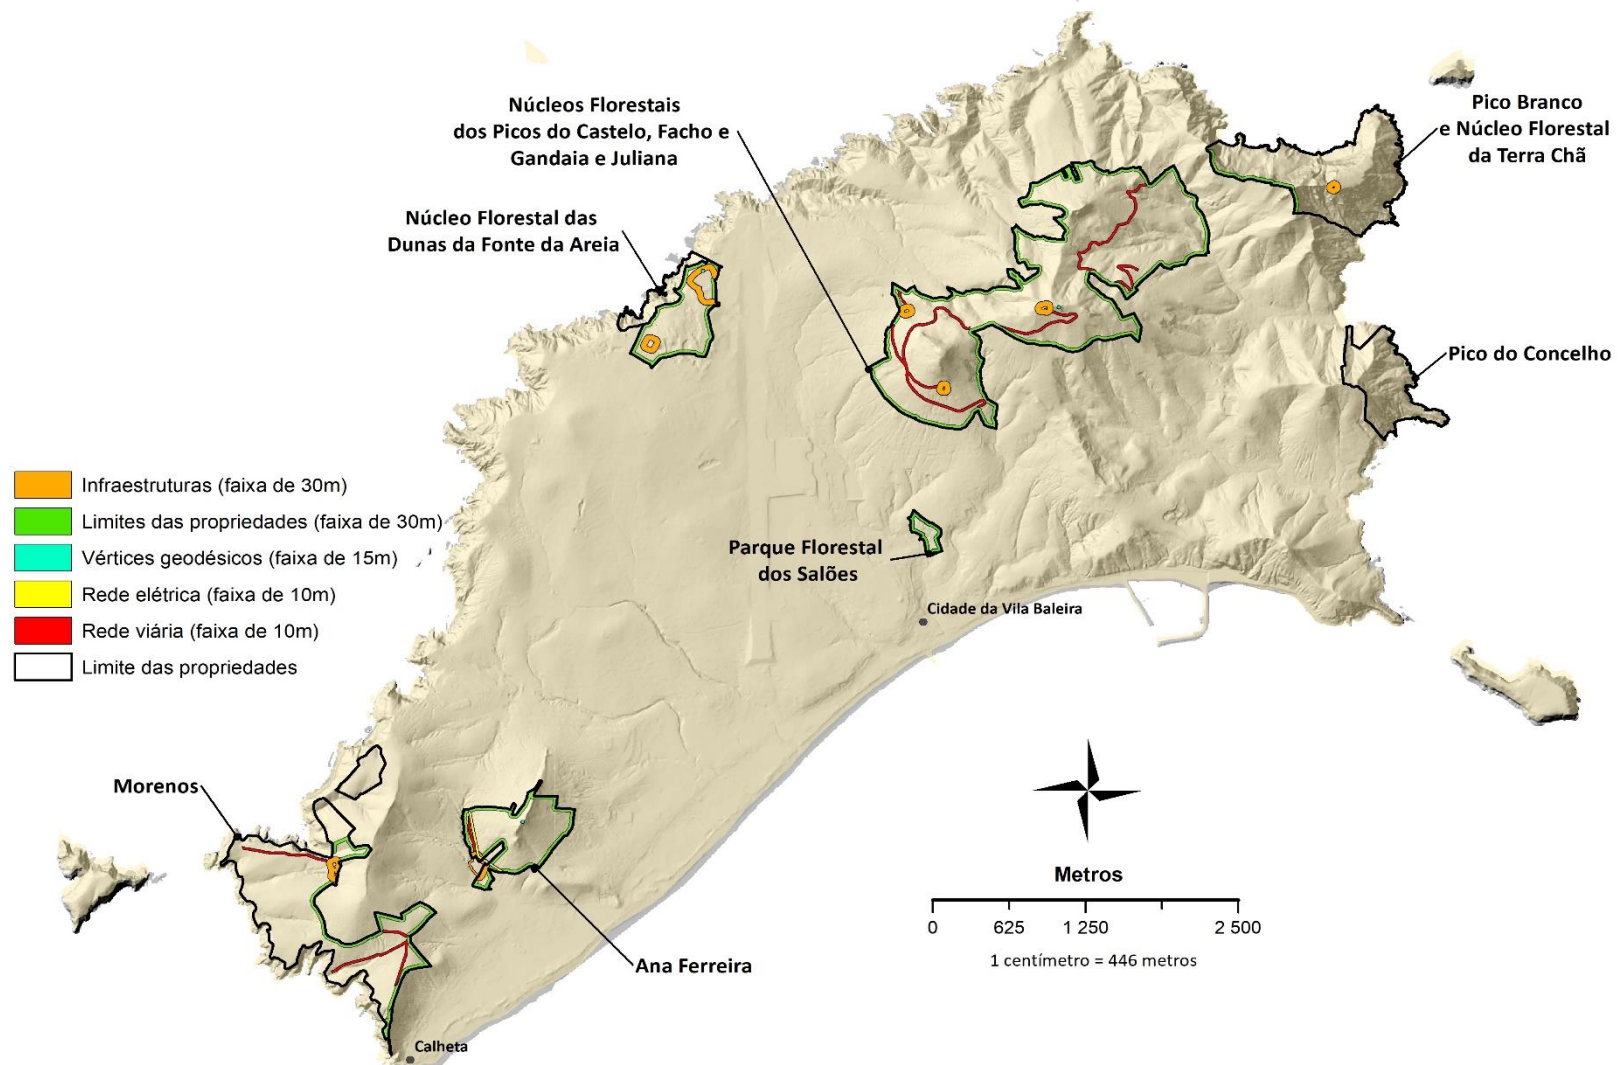 Núcleos Florestais
dos Picos do Castelo, Facho e
Gandaia e Juliana
Pico Branco
e Núcleo Florestal
da Terra Chã
Núcleo Florestal das
Dunas da Fonte da Areia
Pico do Concelho
Infraestruturas (faixa de 30m)
Limites das propriedades (faixa de 30m)
Vértices geodésicos (faixa de 15m)
Rede elétrica (faixa de 10m)
Rede viária (faixa de 10m)
Limite das propriedades
Parque Florestal
dos Salões
Cidade da Vila Baleira
Morenos
Ana Ferreira
Calheta
Metros
0 625 1 250 2 500
1 centímetro = 446 metros